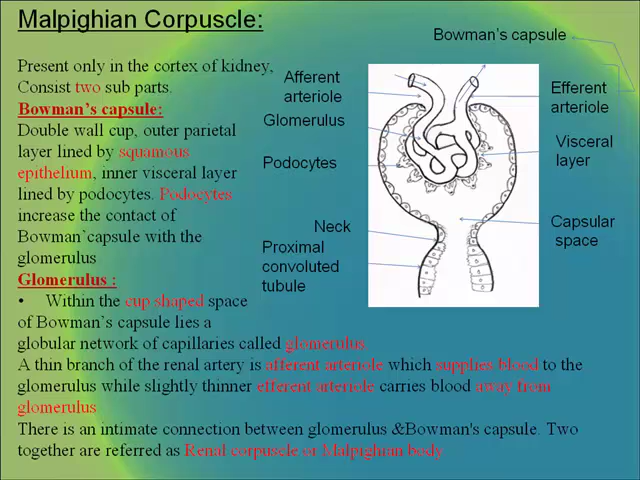 Malpighian Corpuscle:
Present only in the cortex of kidney,
Consist two sub parts.
Bowman's capsule:
Double wall cup, outer parietal
layer lined by squamous
epithelium, inner visceral layer
lined by podocytes. Podocytes
increase the contact of
Bowman'capsule with the
glomerulus
Glomerulus :
• Within the cup shaped space
of Bowman's capsule lies a
globular network of capillaries called glomerulus.
A thin branch of the renal artery is afferent arteriole which supplies blood to the
glomerulus while slightly thinner efferent arteriole carries blood away from
glomerulus
There is an intimate connection between glomerulus &Bowman's capsule. Two
together are referred as Renal corpuscle or Malpighian body
Bowman's capsule
Afferent
arteriole
Glomerulus
Podocytes
Neck
Proximal
convoluted
tubule
Efferent
arteriole
Visceral
layer
Capsular
space